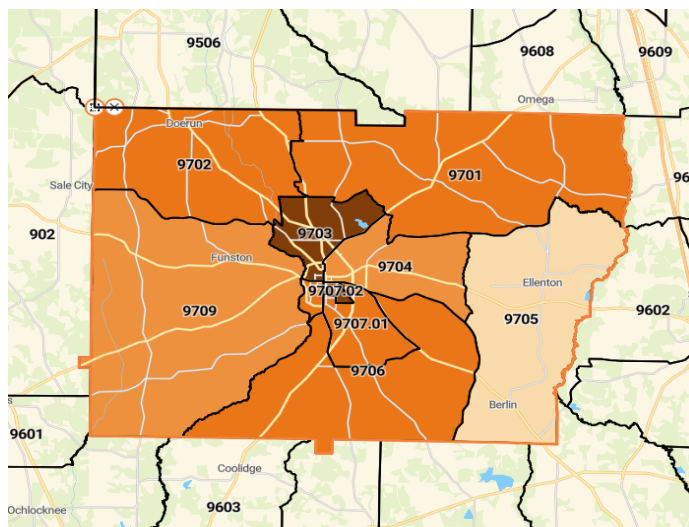 9506
9608
9609
Omega
Doerun
9702
9701
Sale City
902
9703
Funston
9704
Ellenton
9707.02
9709
9705
9602
9707.01
9706
Berlin
9601
Coolidge
9603
Ochlocknee